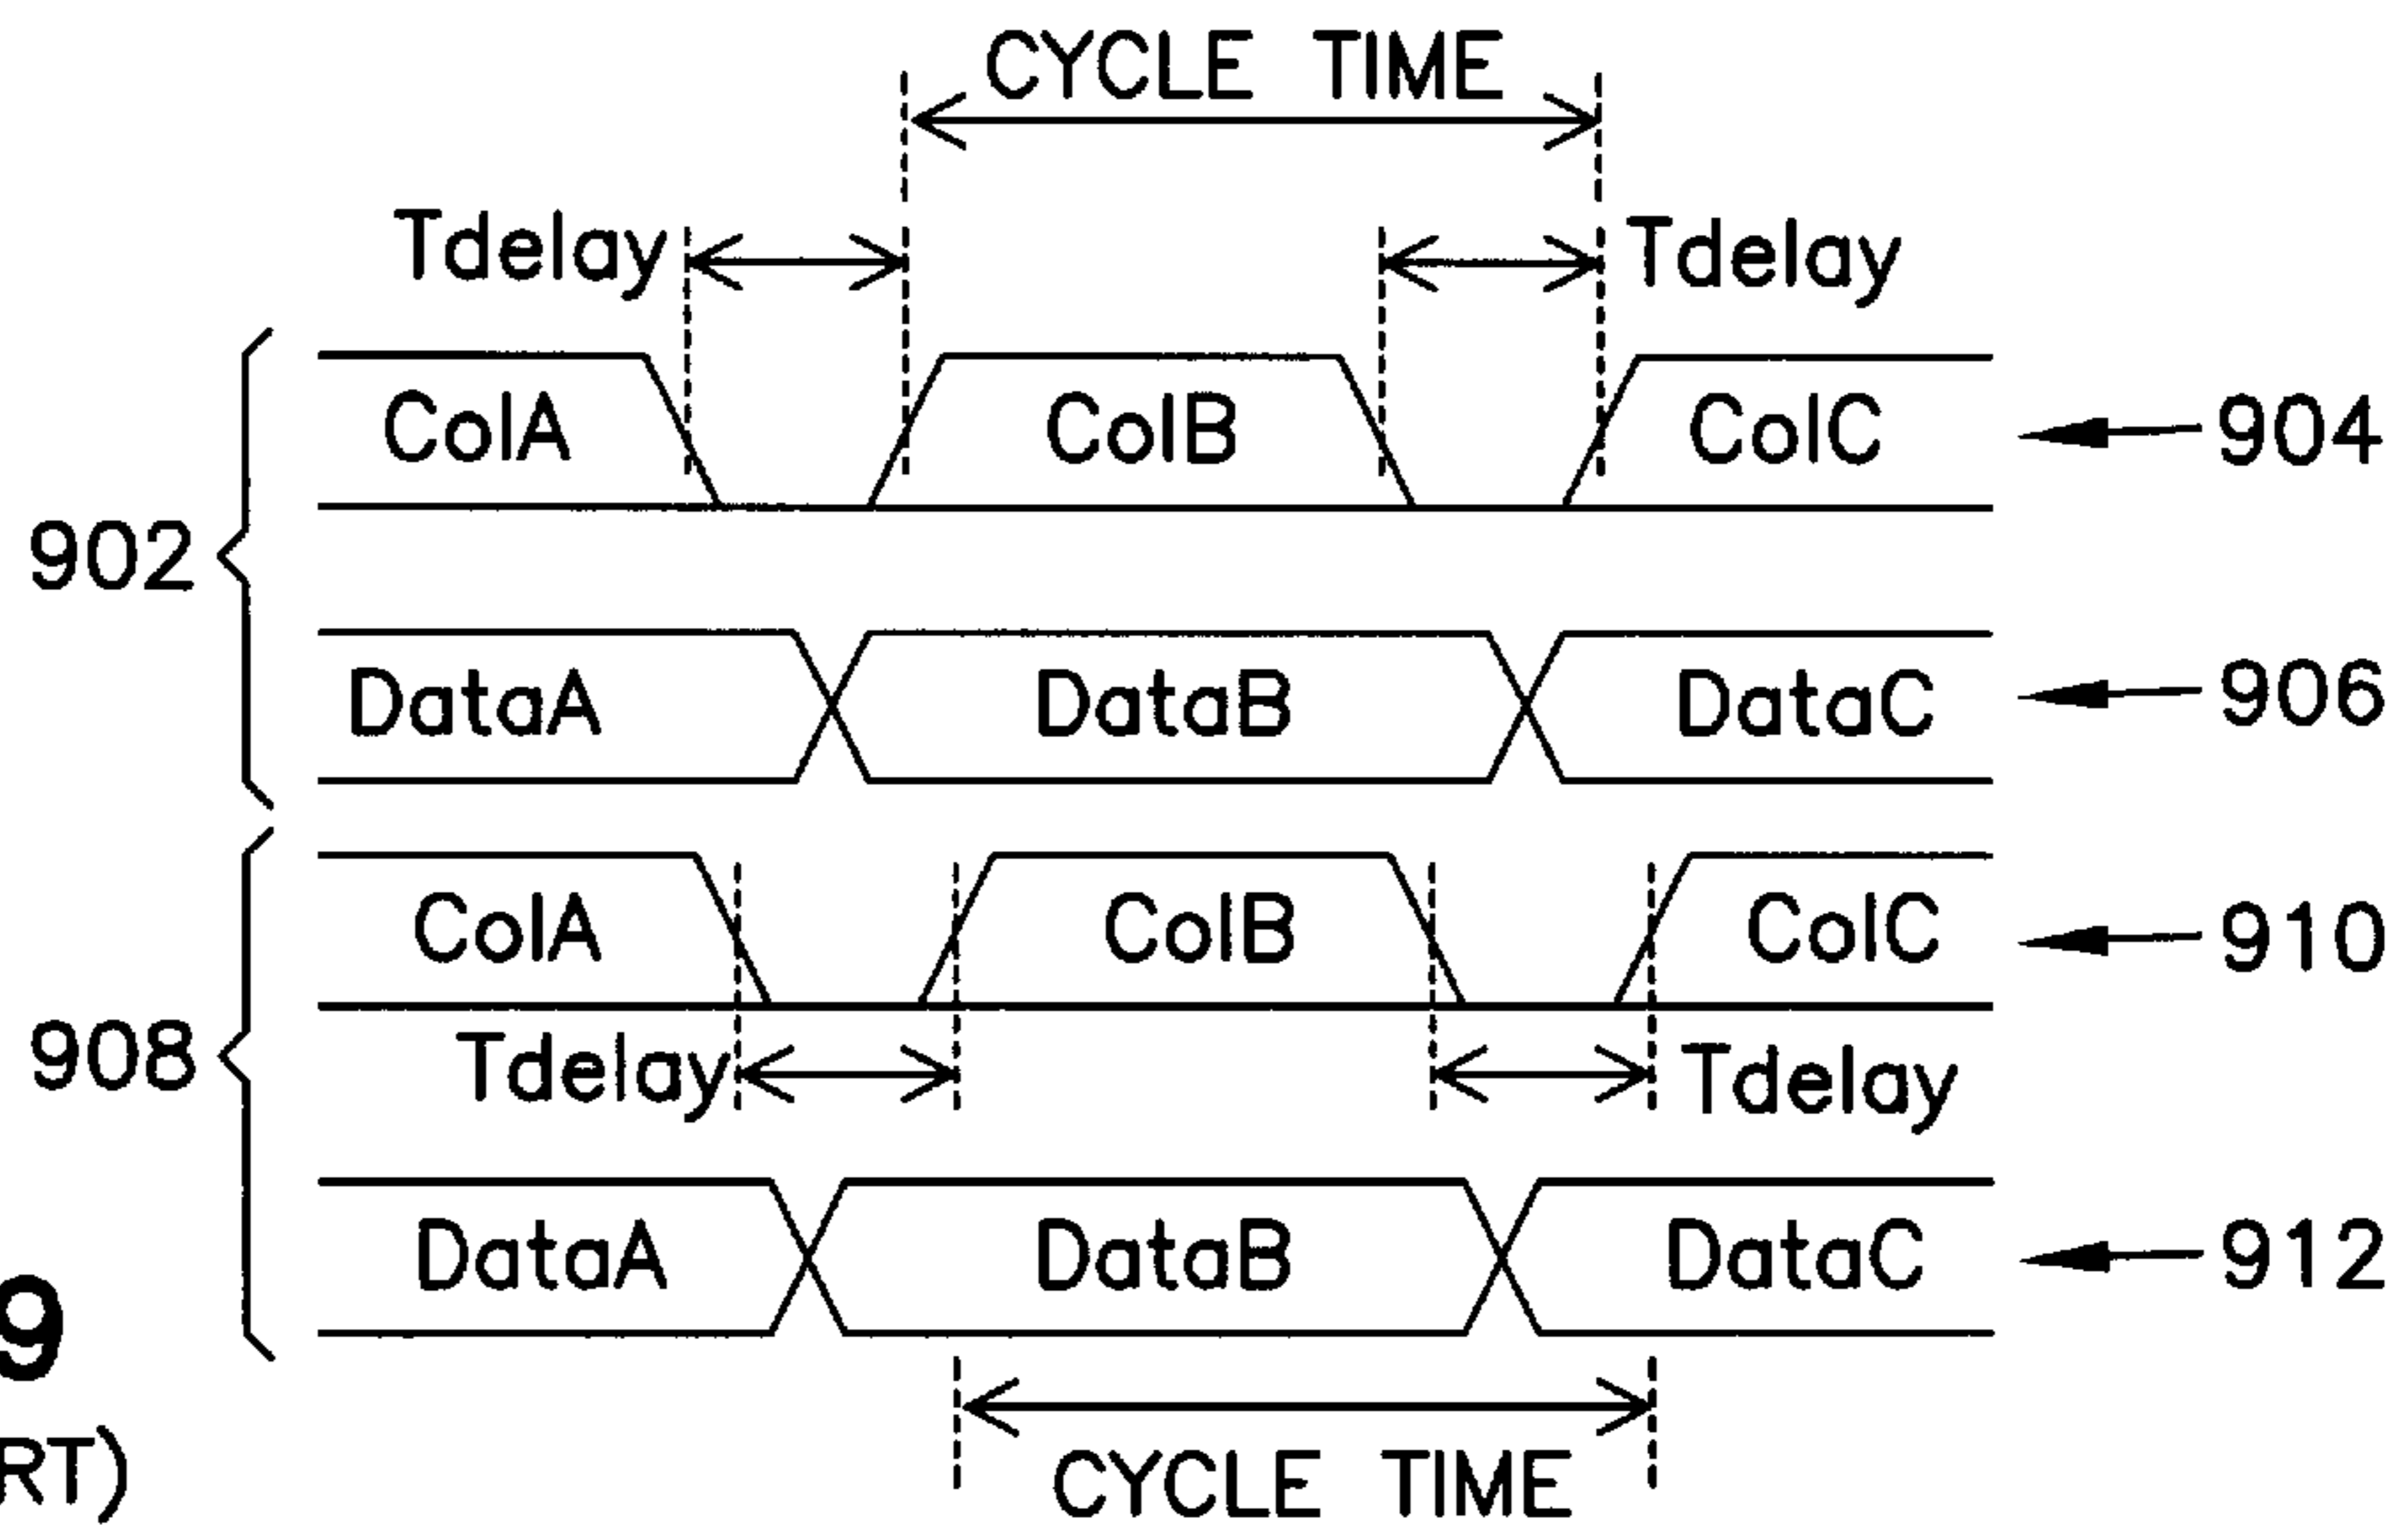 CYCLE TIME
Tdelay Tdelay
ColA ColB ColC 904
902
DataA DataB DataC 906
ColA ColB ColC 910
908
Tdelay Tdelay
DataA DataB DataC 912
9
RT)
CYCLE TIME